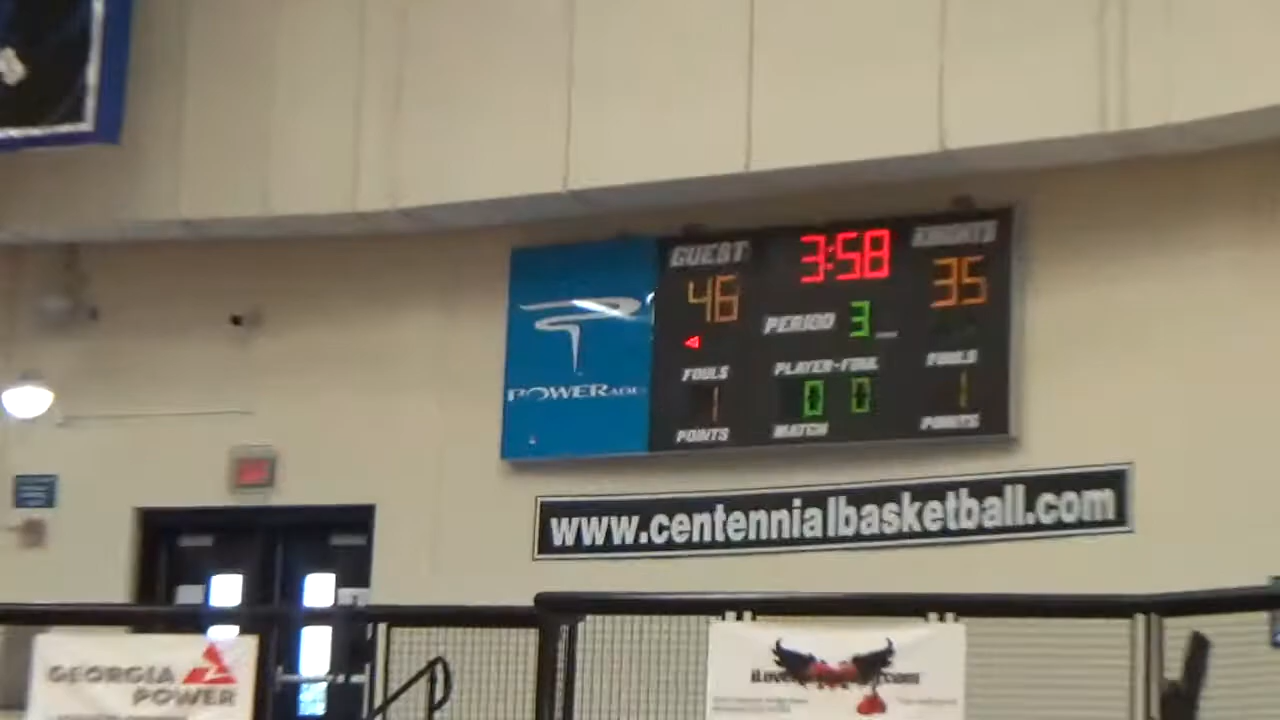 GUEST 3:58 KNIGHTS
46 35
PERIOD 3
FOULS PLAYER-FOUL FOULS
1 0 0 1
POINTS MATCH POINTS
POWERADE
www.centennialbasketball.com
GEORGIA
POWER